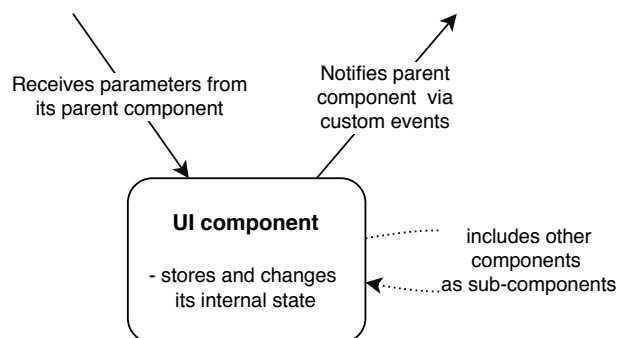 Receives parameters from
its parent component
Notifies parent
component via
custom events
UI component
- stores and changes
its internal state
includes other
components
as sub-components